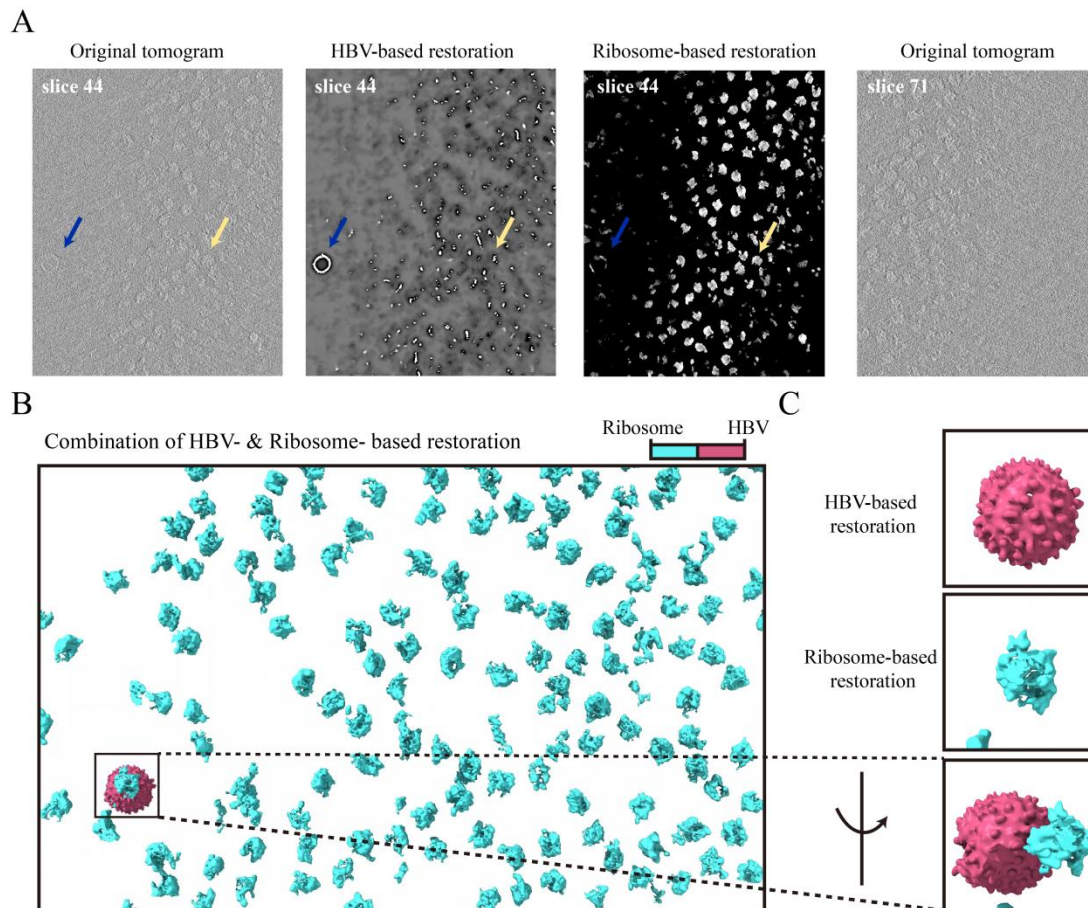 A
Original tomogram
HBV-based restoration
Ribosome-based restoration
Original tomogram
slice 44
slice 44
slice 44
slice 71
B
C
Combination of HBV- & Ribosome- based restoration
Ribosome
HBV
HBV-based
restoration
Ribosome-based
restoration